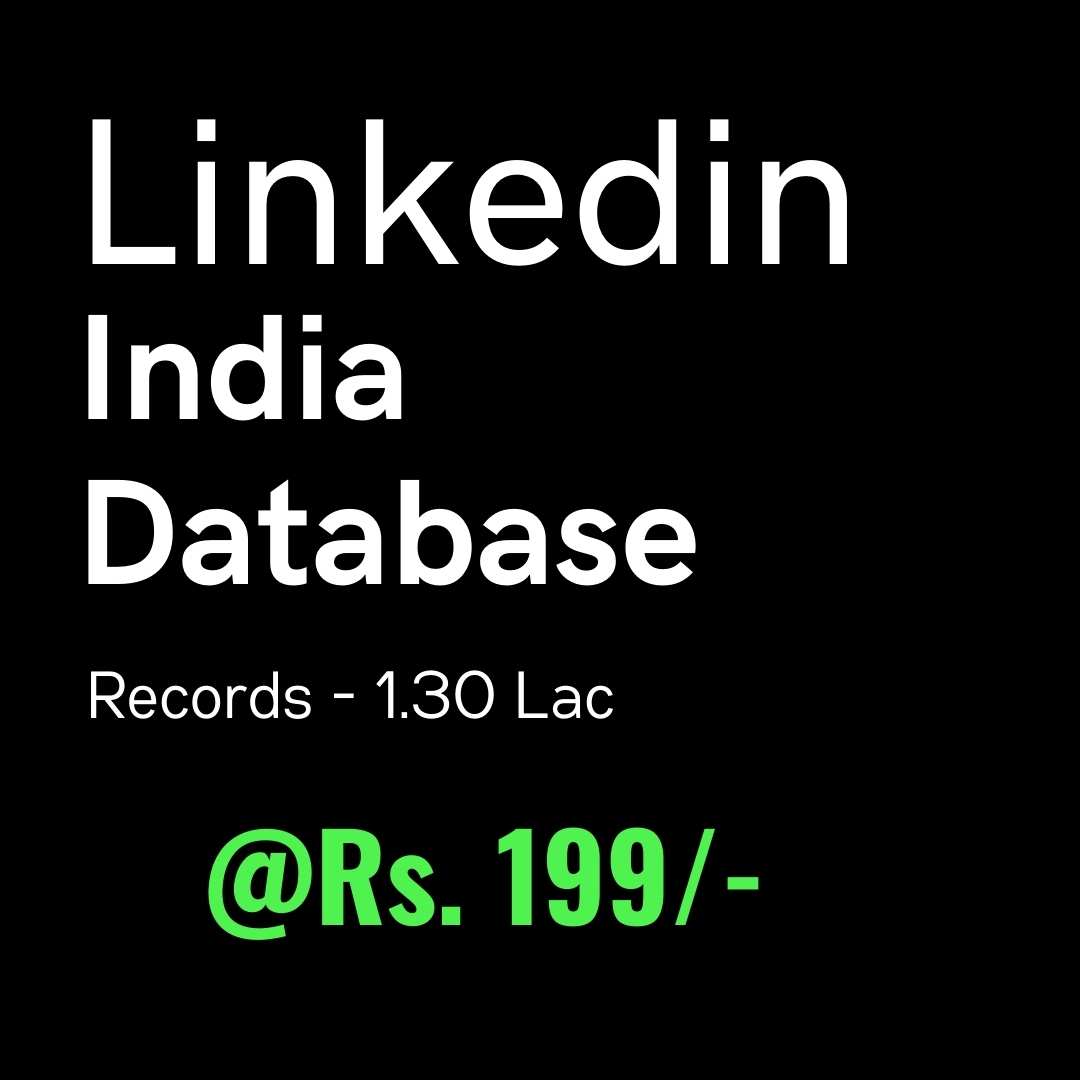 Linkedin
India
Database
Records - 1.30 Lac
@Rs. 199/-